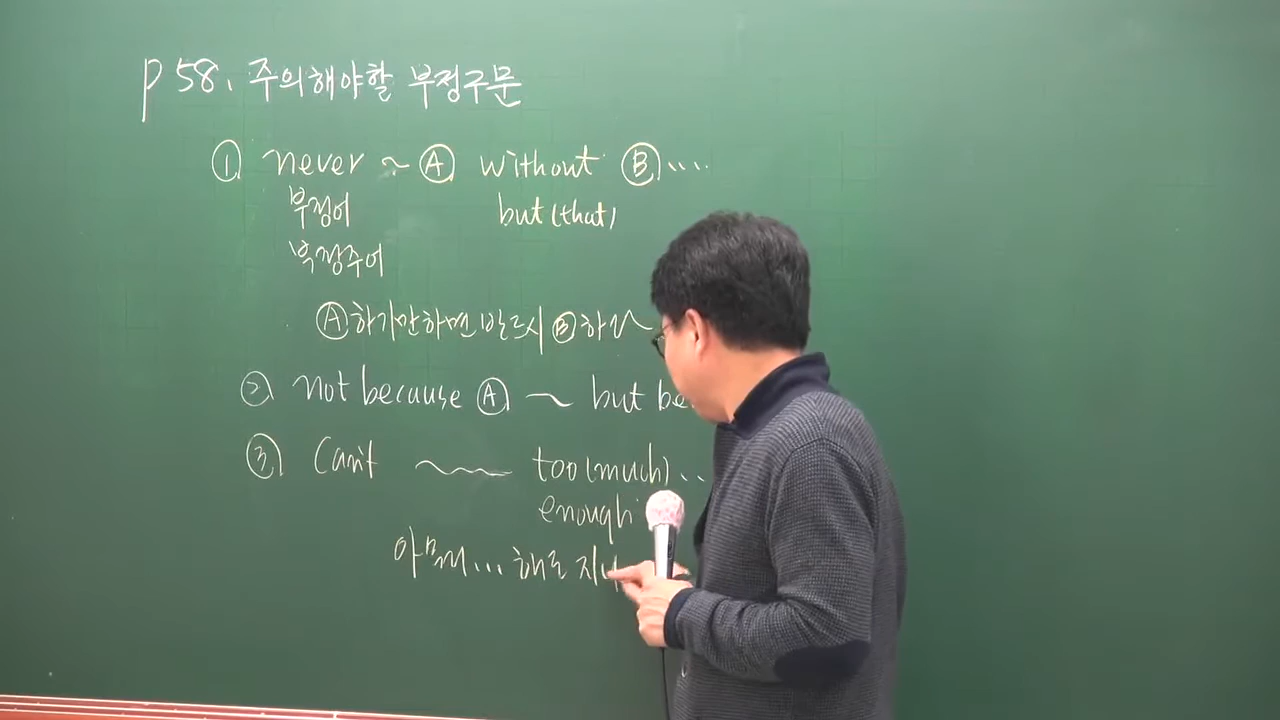 p 58. 주의해야할 부정구문
① never ~ Ⓐ without Ⓑ....
부정어 but (that)
부정주어
Ⓐ하기만하면 반드시 Ⓑ하
② not because Ⓐ ~ but be
③ Can't ~~~ too(much)..
enough
아무리... 해도 지나